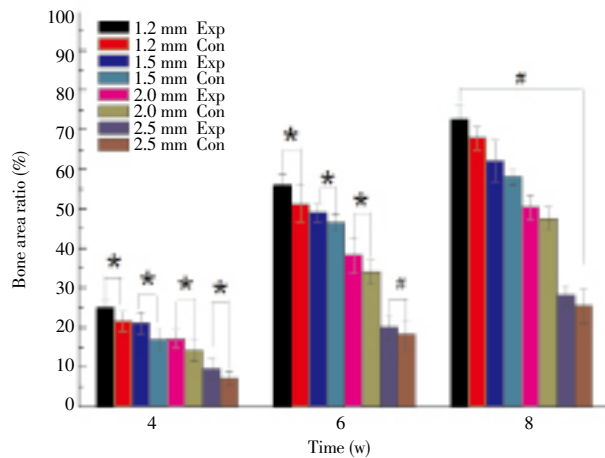 100
90
80
70
60
50
40
30
20
10
0
Bone area ratio (%)
1.2 mm Exp
1.2 mm Con
1.5 mm Exp
1.5 mm Con
2.0 mm Exp
2.0 mm Con
2.5 mm Exp
2.5 mm Con
* * * *
* * * #
#
4 6 8
Time (w)